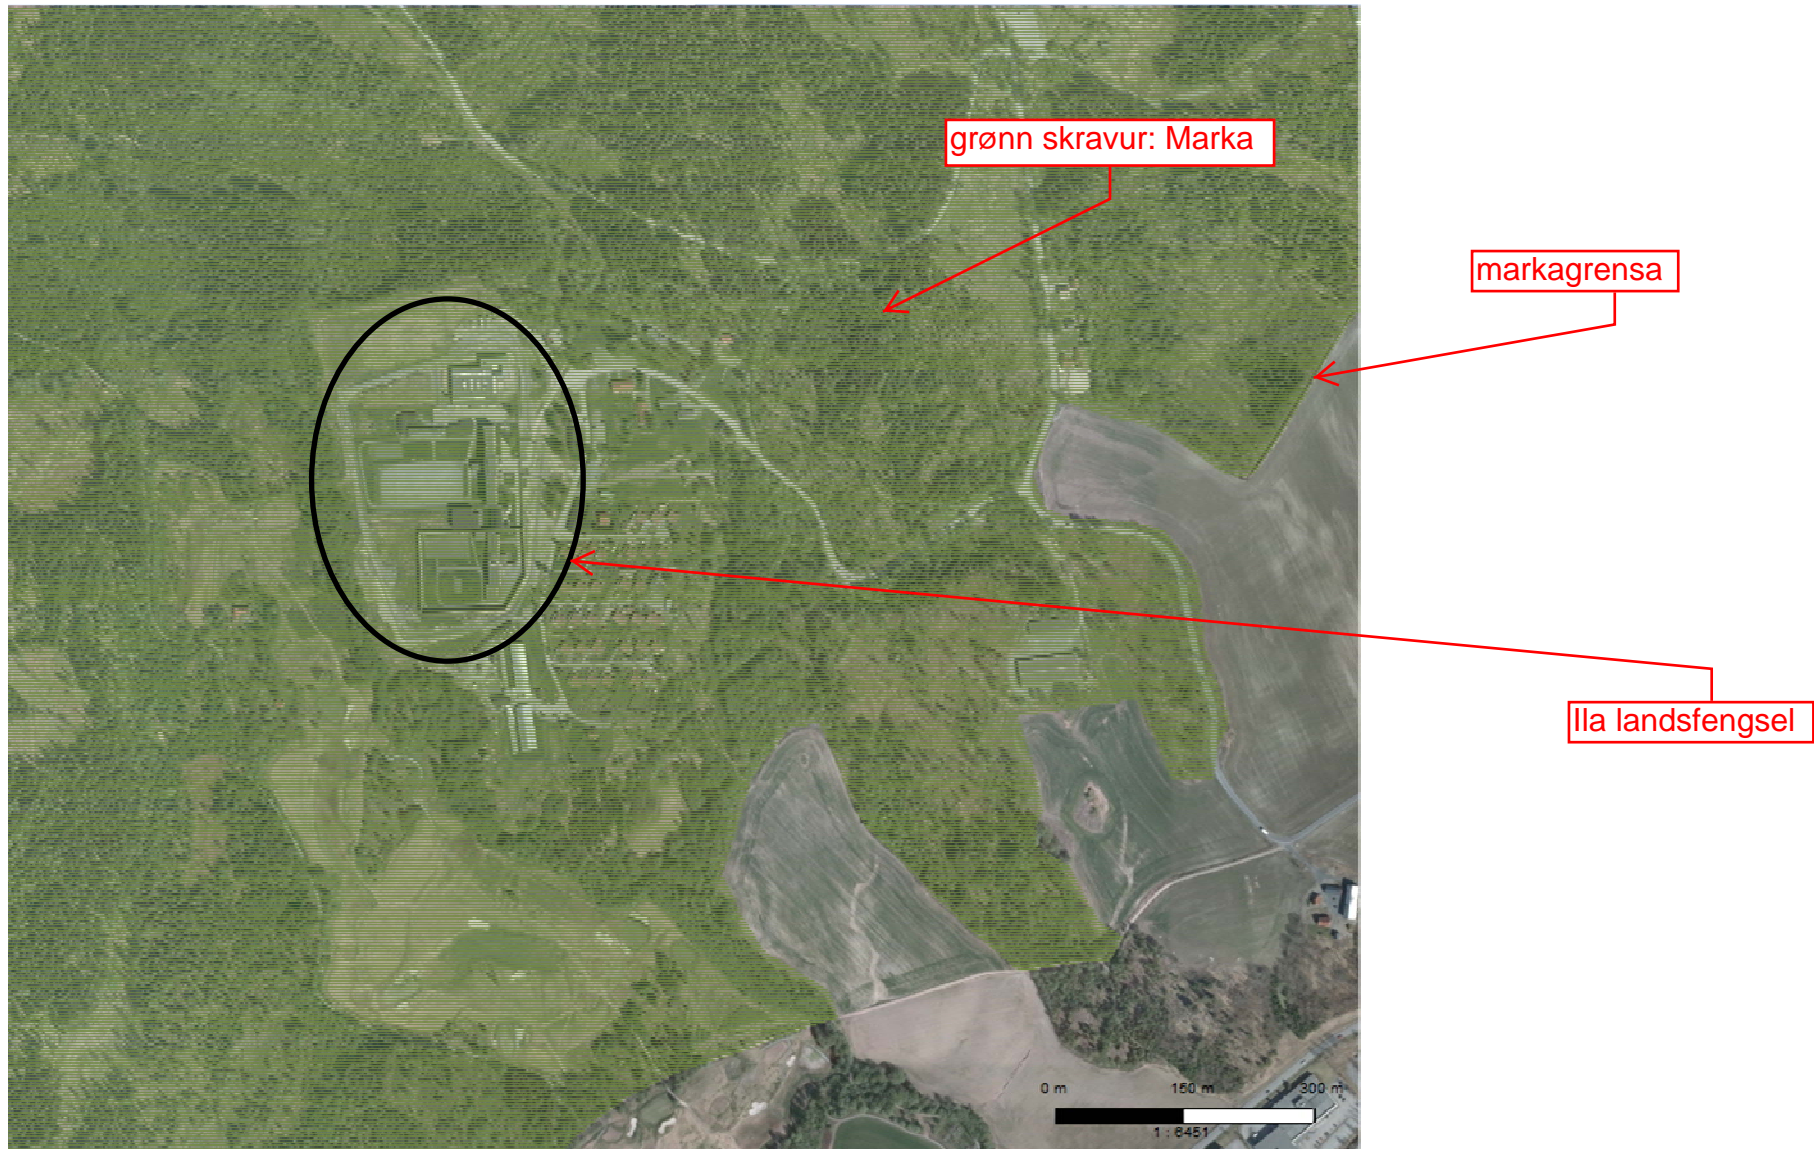 grønn skravur: Marka
markagrensa
Ila landsfengsel
0 m 150 m 300 m
1 : 6451